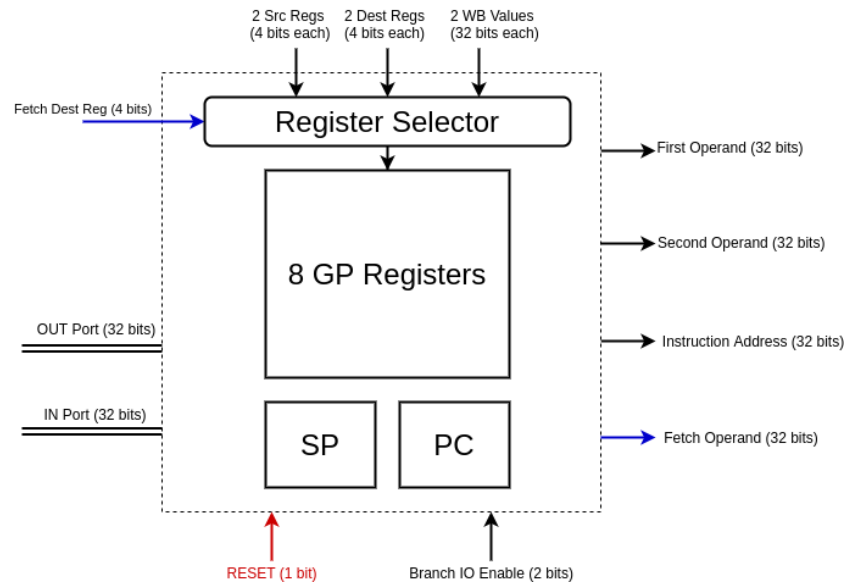 2 Src Regs
(4 bits each)
2 Dest Regs
(4 bits each)
2 WB Values
(32 bits each)
Fetch Dest Reg (4 bits)
Register Selector
First Operand (32 bits)
8 GP Registers
Second Operand (32 bits)
OUT Port (32 bits)
Instruction Address (32 bits)
IN Port (32 bits)
SP
PC
Fetch Operand (32 bits)
RESET (1 bit)
Branch IO Enable (2 bits)